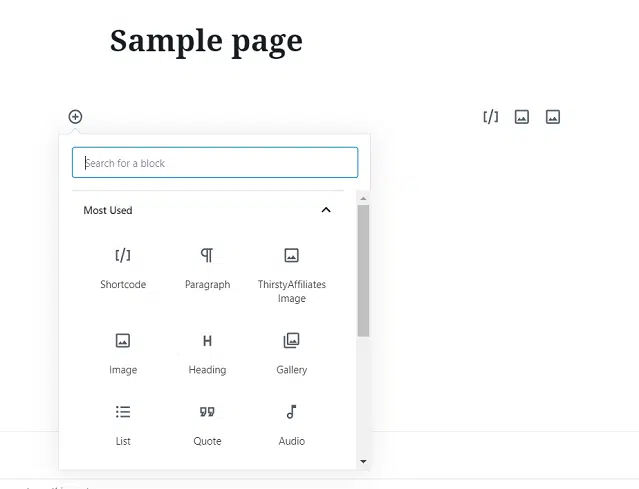 Sample page
Search for a block
Most Used
Shortcode
Paragraph
ThirstyAffiliates
Image
Image
Heading
Gallery
List
Quote
Audio